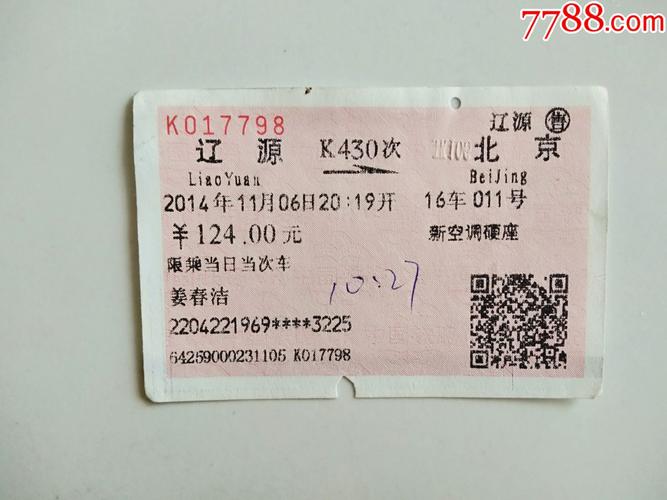 7788.com
K017798
辽源 售
辽源 K430次 北京
LiaoYuan BeiJing
2014年11月06日20:19开 16车011号
¥124.00元 新空调硬座
限乘当日当次车
10:27
姜春洁
2204221969****3225
64259000231105 K017798